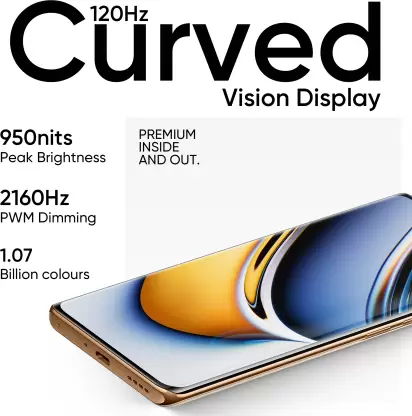 120Hz
Curved
Vision Display
950nits
Peak Brightness
PREMIUM
INSIDE
AND OUT.
2160Hz
PWM Dimming
1.07
Billion colours